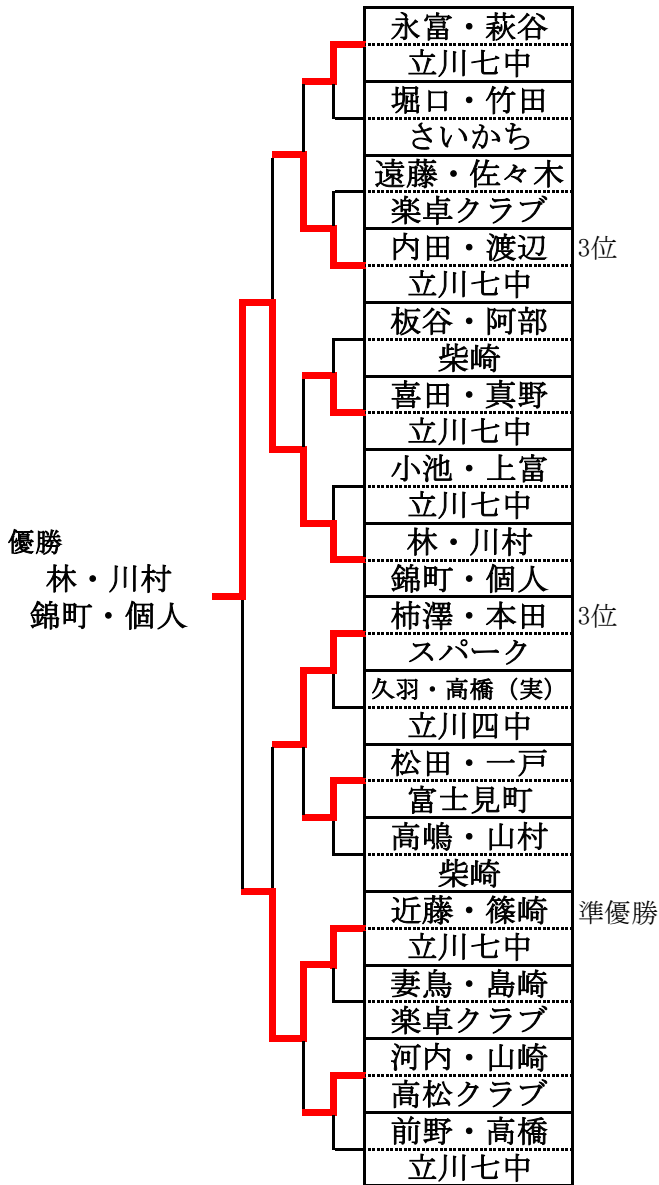 永富・萩谷
立川七中
堀口・竹田
さいかち
遠藤・佐々木
楽卓クラブ
内田・渡辺 3位
立川七中
板谷・阿部
柴崎
喜田・真野
立川七中
小池・上富
立川七中
林・川村
錦町・個人
優勝
林・川村
錦町・個人
柿澤・本田 3位
スパーク
久羽・高橋（実）
立川四中
松田・一戸
富士見町
高嶋・山村
柴崎
近藤・篠崎 準優勝
立川七中
妻鳥・島崎
楽卓クラブ
河内・山崎
高松クラブ
前野・高橋
立川七中